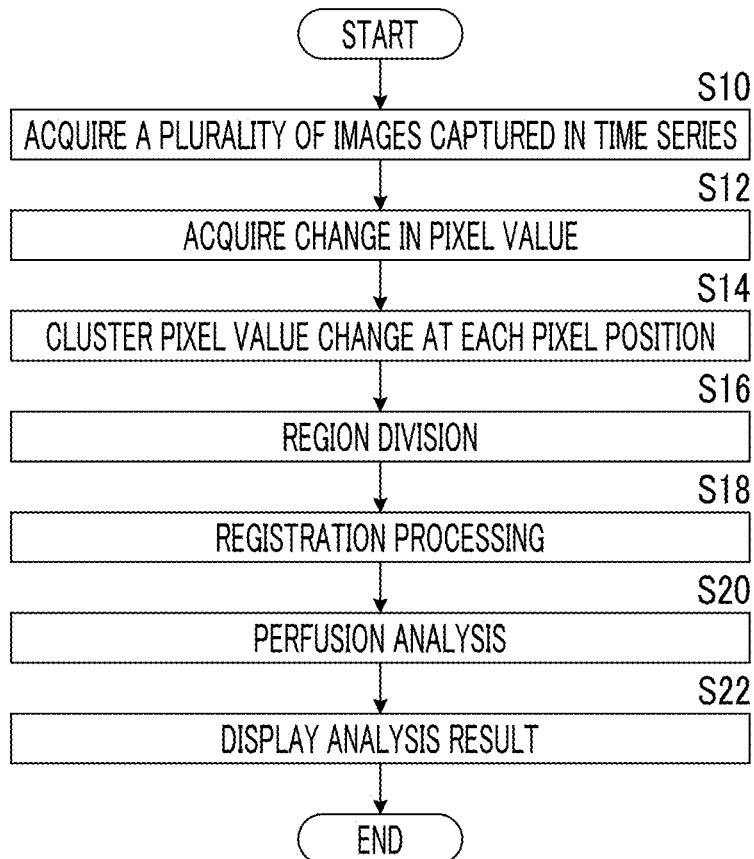 START
S10
ACQUIRE A PLURALITY OF IMAGES CAPTURED IN TIME SERIES
S12
ACQUIRE CHANGE IN PIXEL VALUE
S14
CLUSTER PIXEL VALUE CHANGE AT EACH PIXEL POSITION
S16
REGION DIVISION
S18
REGISTRATION PROCESSING
S20
PERFUSION ANALYSIS
S22
DISPLAY ANALYSIS RESULT
END